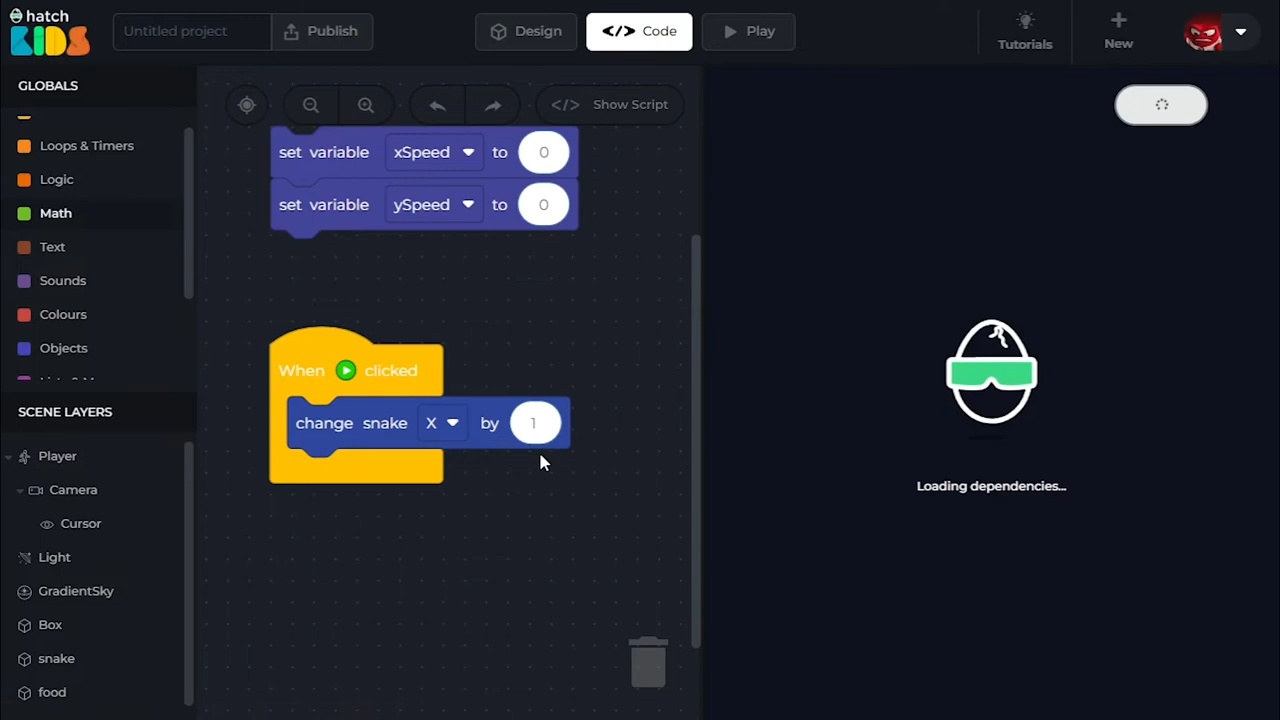 hatch
KIDS
Untitled project
Publish
Design
</> Code
Play
Tutorials
+ New
GLOBALS
Loops & Timers
Logic
Math
Text
Sounds
Colours
Objects
SCENE LAYERS
Player
Camera
Cursor
Light
GradientSky
Box
snake
food
</> Show Script
set variable xSpeed to 0
set variable ySpeed to 0
When clicked
change snake X by 1
Loading dependencies...